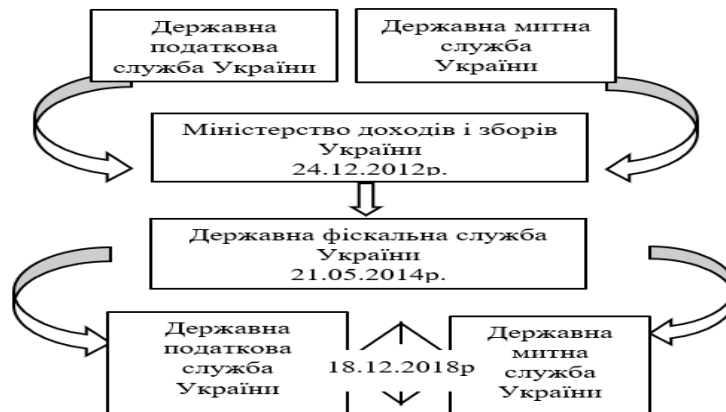 Державна
податкова
служба України
Державна митна
служба
України
Міністерство доходів і зборів
України
24.12.2012р.
Державна фіскальна служба
України
21.05.2014р.
Державна
податкова
служба
України
18.12.2018р
Державна
митна
служба
України